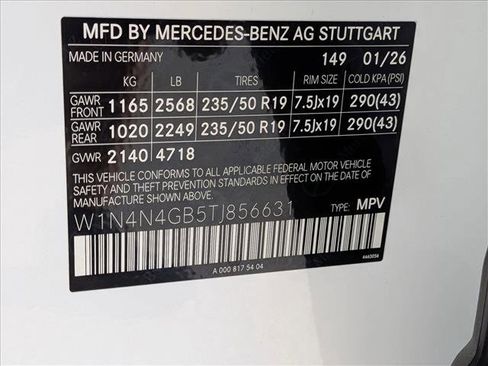 MFD BY MERCEDES-BENZ AG STUTTGART
MADE IN GERMANY 149 01/26
KG LB TIRES RIM SIZE COLD KPA(PSI)
GAWR FRONT 1165 2568 235/50 R19 7.5Jx19 290(43)
GAWR REAR 1020 2249 235/50 R19 7.5Jx19 290(43)
GVWR 2140 4718
THIS VEHICLE CONFORMS TO ALL APPLICABLE FEDERAL MOTOR VEHICLE
SAFETY AND THEFT PREVENTION STANDARDS IN EFFECT ON THE DATE OF
MANUFACTURE SHOWN ABOVE.
W1N4N4GB5TJ856631 TYPE: MPV
A 000 817 54 04